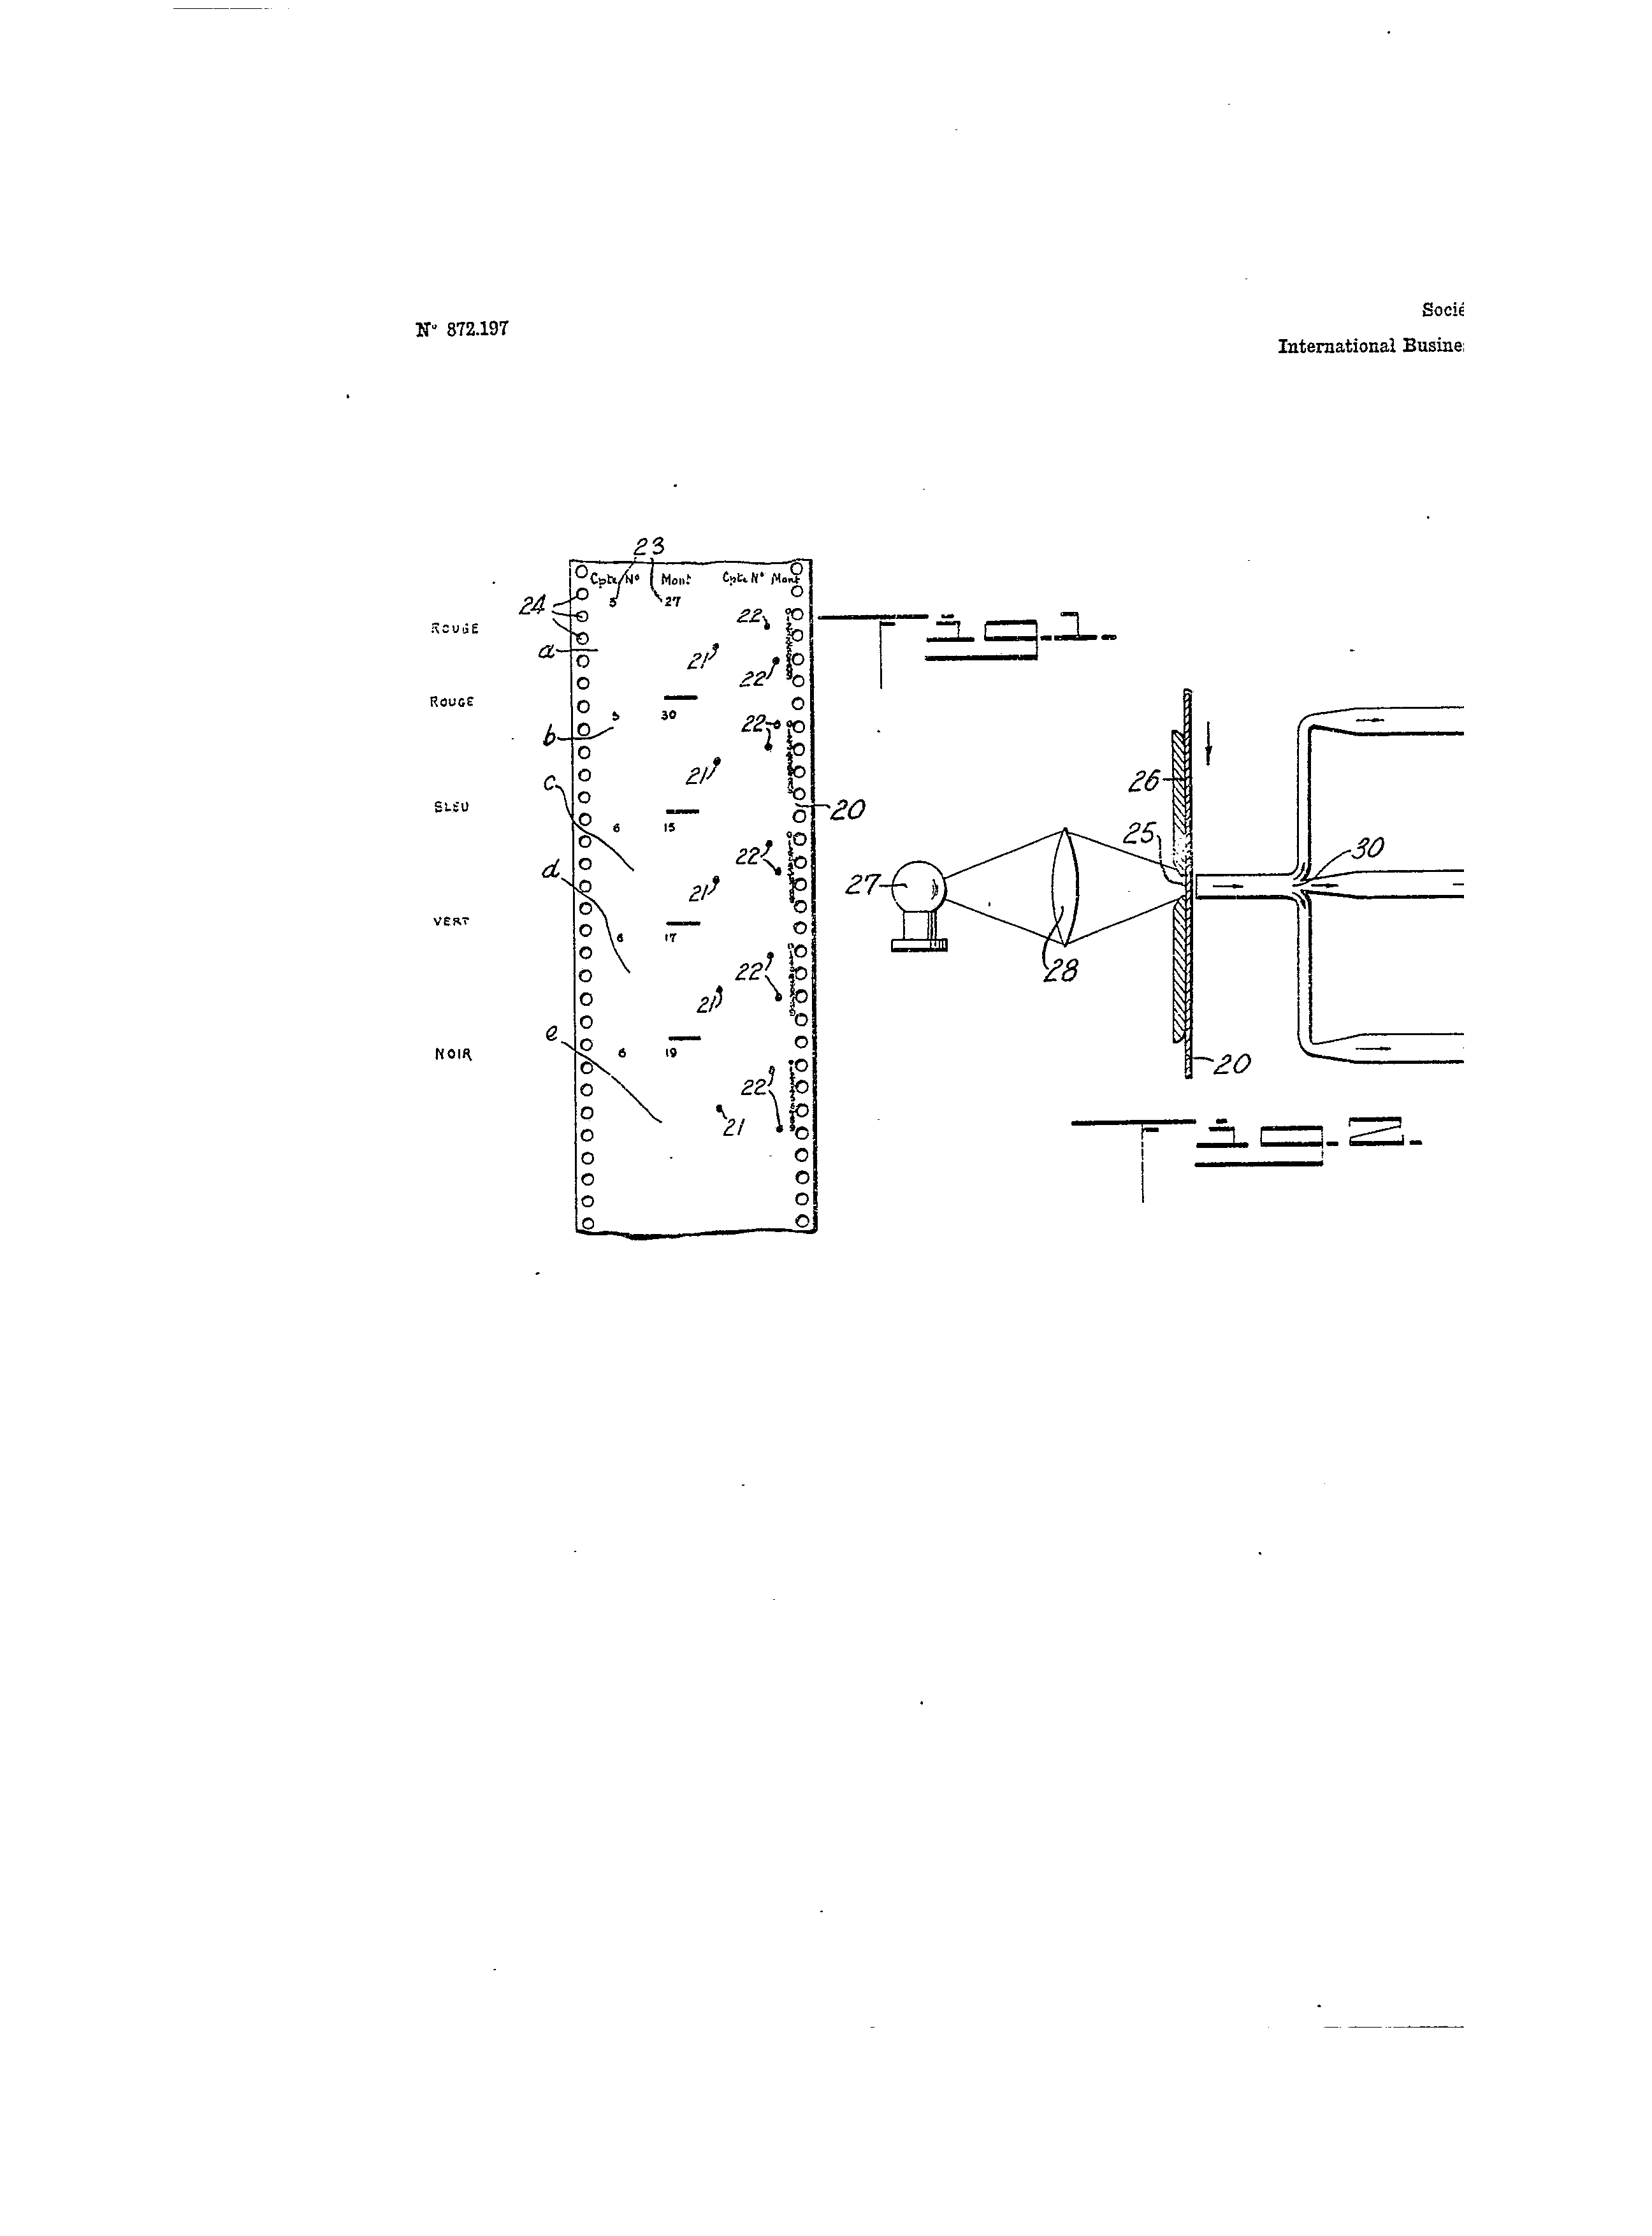 N° 872.197
Socié
International Busine
23
Cpte N° Mont Cpte N° Mont
5 27
24
22
ROUGE
a
21
22
ROUGE
5 30
22
b
21
c
BLEU
20
6 15
22
d
21
VERT
6 17
22
21
e
NOIR
6 19
22
21
FIG. 1
26
25
30
27
28
20
FIG. 2